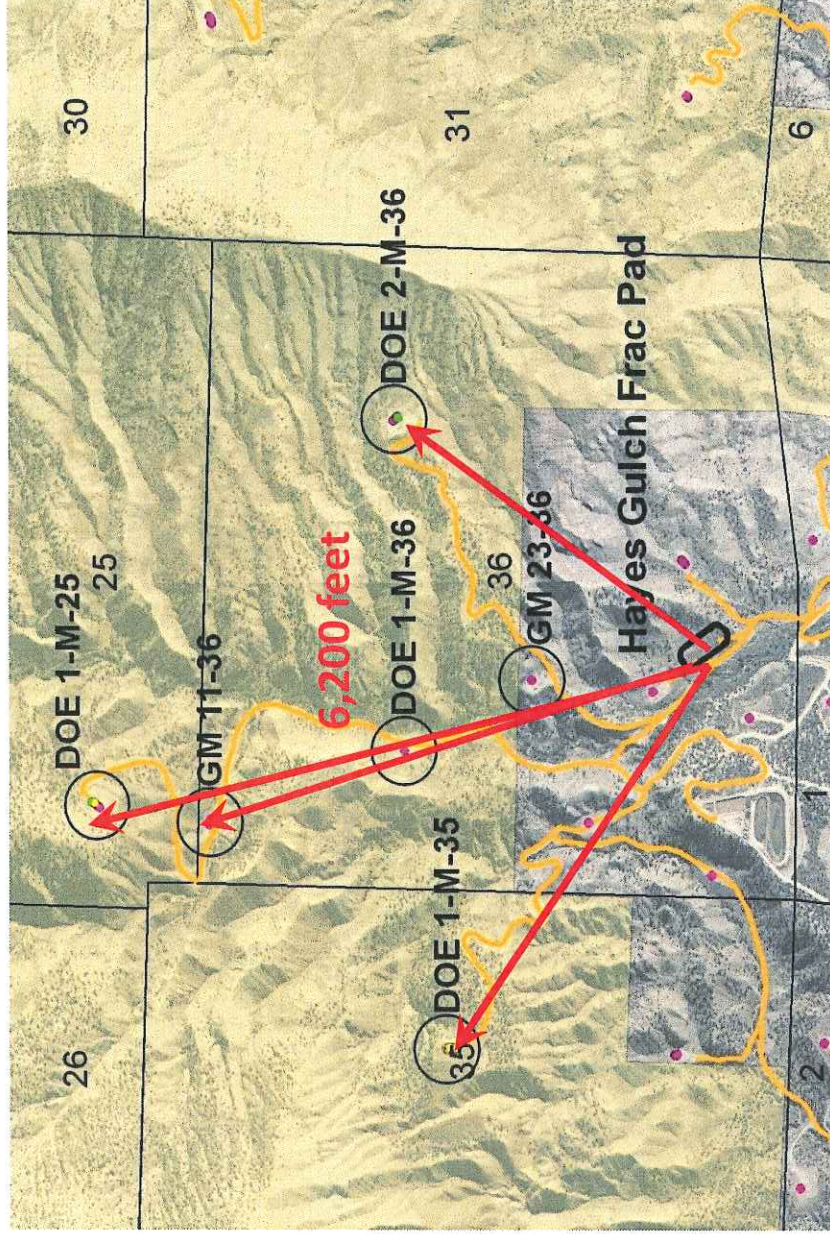 30
26
DOE 1-M-25
25
GM 11-36
31
DOE 2-M-36
6,200 feet
DOE 1-M-36
DOE 1-M-35
35
36
GM 23-36
Hayes Gulch Frac Pad
6
1
2